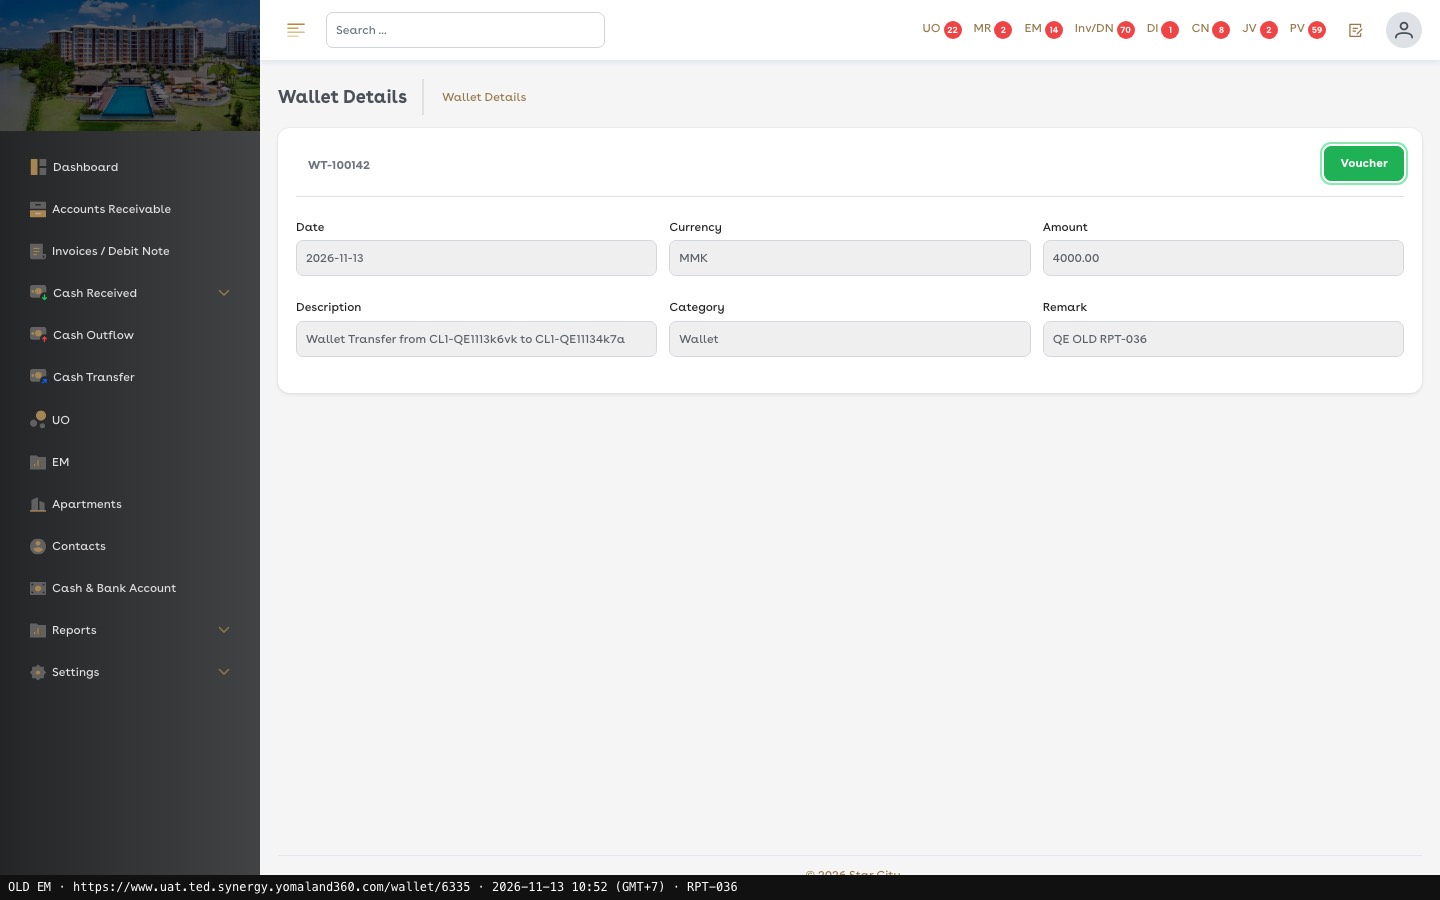 Search ...
UO 22 MR 2 EM 14 Inv/DN 70 DI 1 CN 8 JV 2 PV 59
Wallet Details
Wallet Details
Dashboard
Accounts Receivable
Invoices / Debit Note
Cash Received
Cash Outflow
Cash Transfer
UO
EM
Apartments
Contacts
Cash & Bank Account
Reports
Settings
WT-100142
Voucher
Date
2026-11-13
Currency
MMK
Amount
4000.00
Description
Wallet Transfer from CL1-QE1113k6vk to CL1-QE11134k7a
Category
Wallet
Remark
QE OLD RPT-036
© 2026 Star City
OLD EM · https://www.uat.ted.synergy.yomaland360.com/wallet/6335 · 2026-11-13 10:52 (GMT+7) · RPT-036